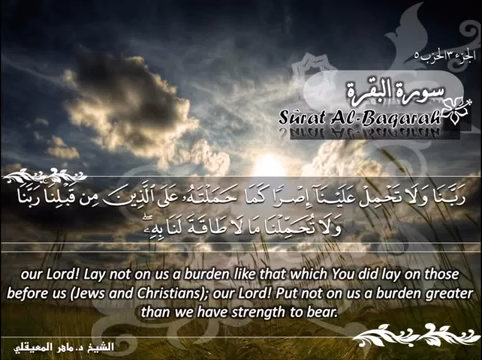 الجزء ٣ الحزب ٥
سورة البقرة
Sûrat Al-Baqarah
رَبَّنَا وَلَا تَحْمِلْ عَلَيْنَآ إِصْرًا كَمَا حَمَلْتَهُۥ عَلَى ٱلَّذِينَ مِن قَبْلِنَا رَبَّنَا
وَلَا تُحَمِّلْنَا مَا لَا طَاقَةَ لَنَا بِهِۦ ۖ
our Lord! Lay not on us a burden like that which You did lay on those
before us (Jews and Christians); our Lord! Put not on us a burden greater
than we have strength to bear.
الشيخ د. ماهر المعيقلي